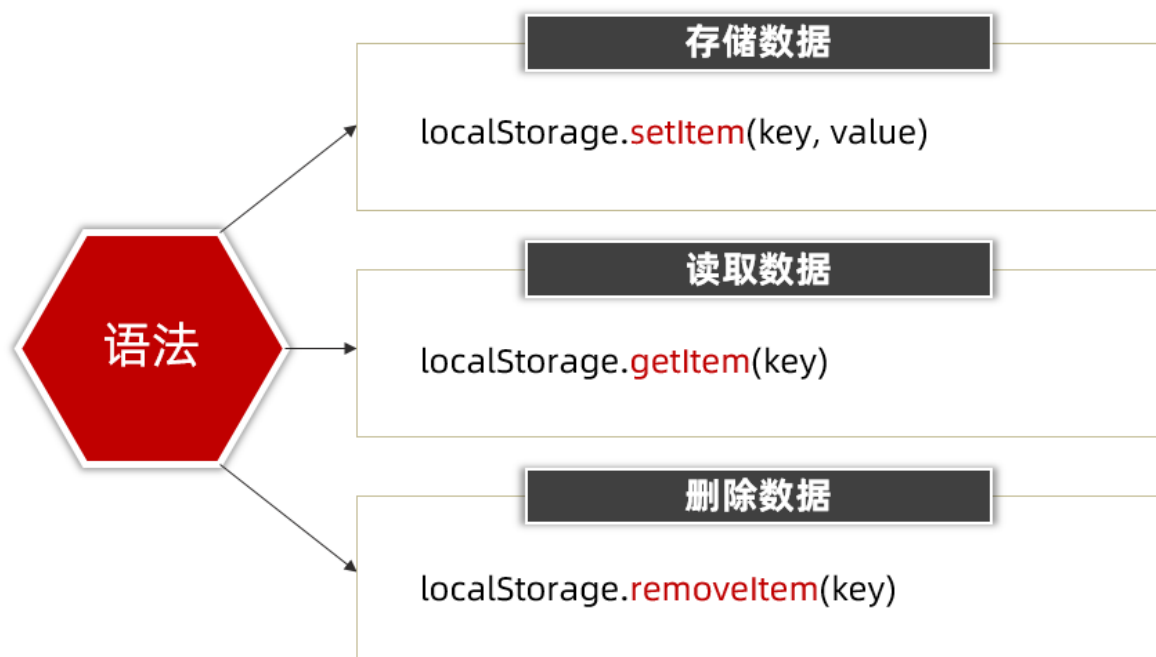 语法
存储数据
localStorage.setItem(key, value)
读取数据
localStorage.getItem(key)
删除数据
localStorage.removeItem(key)